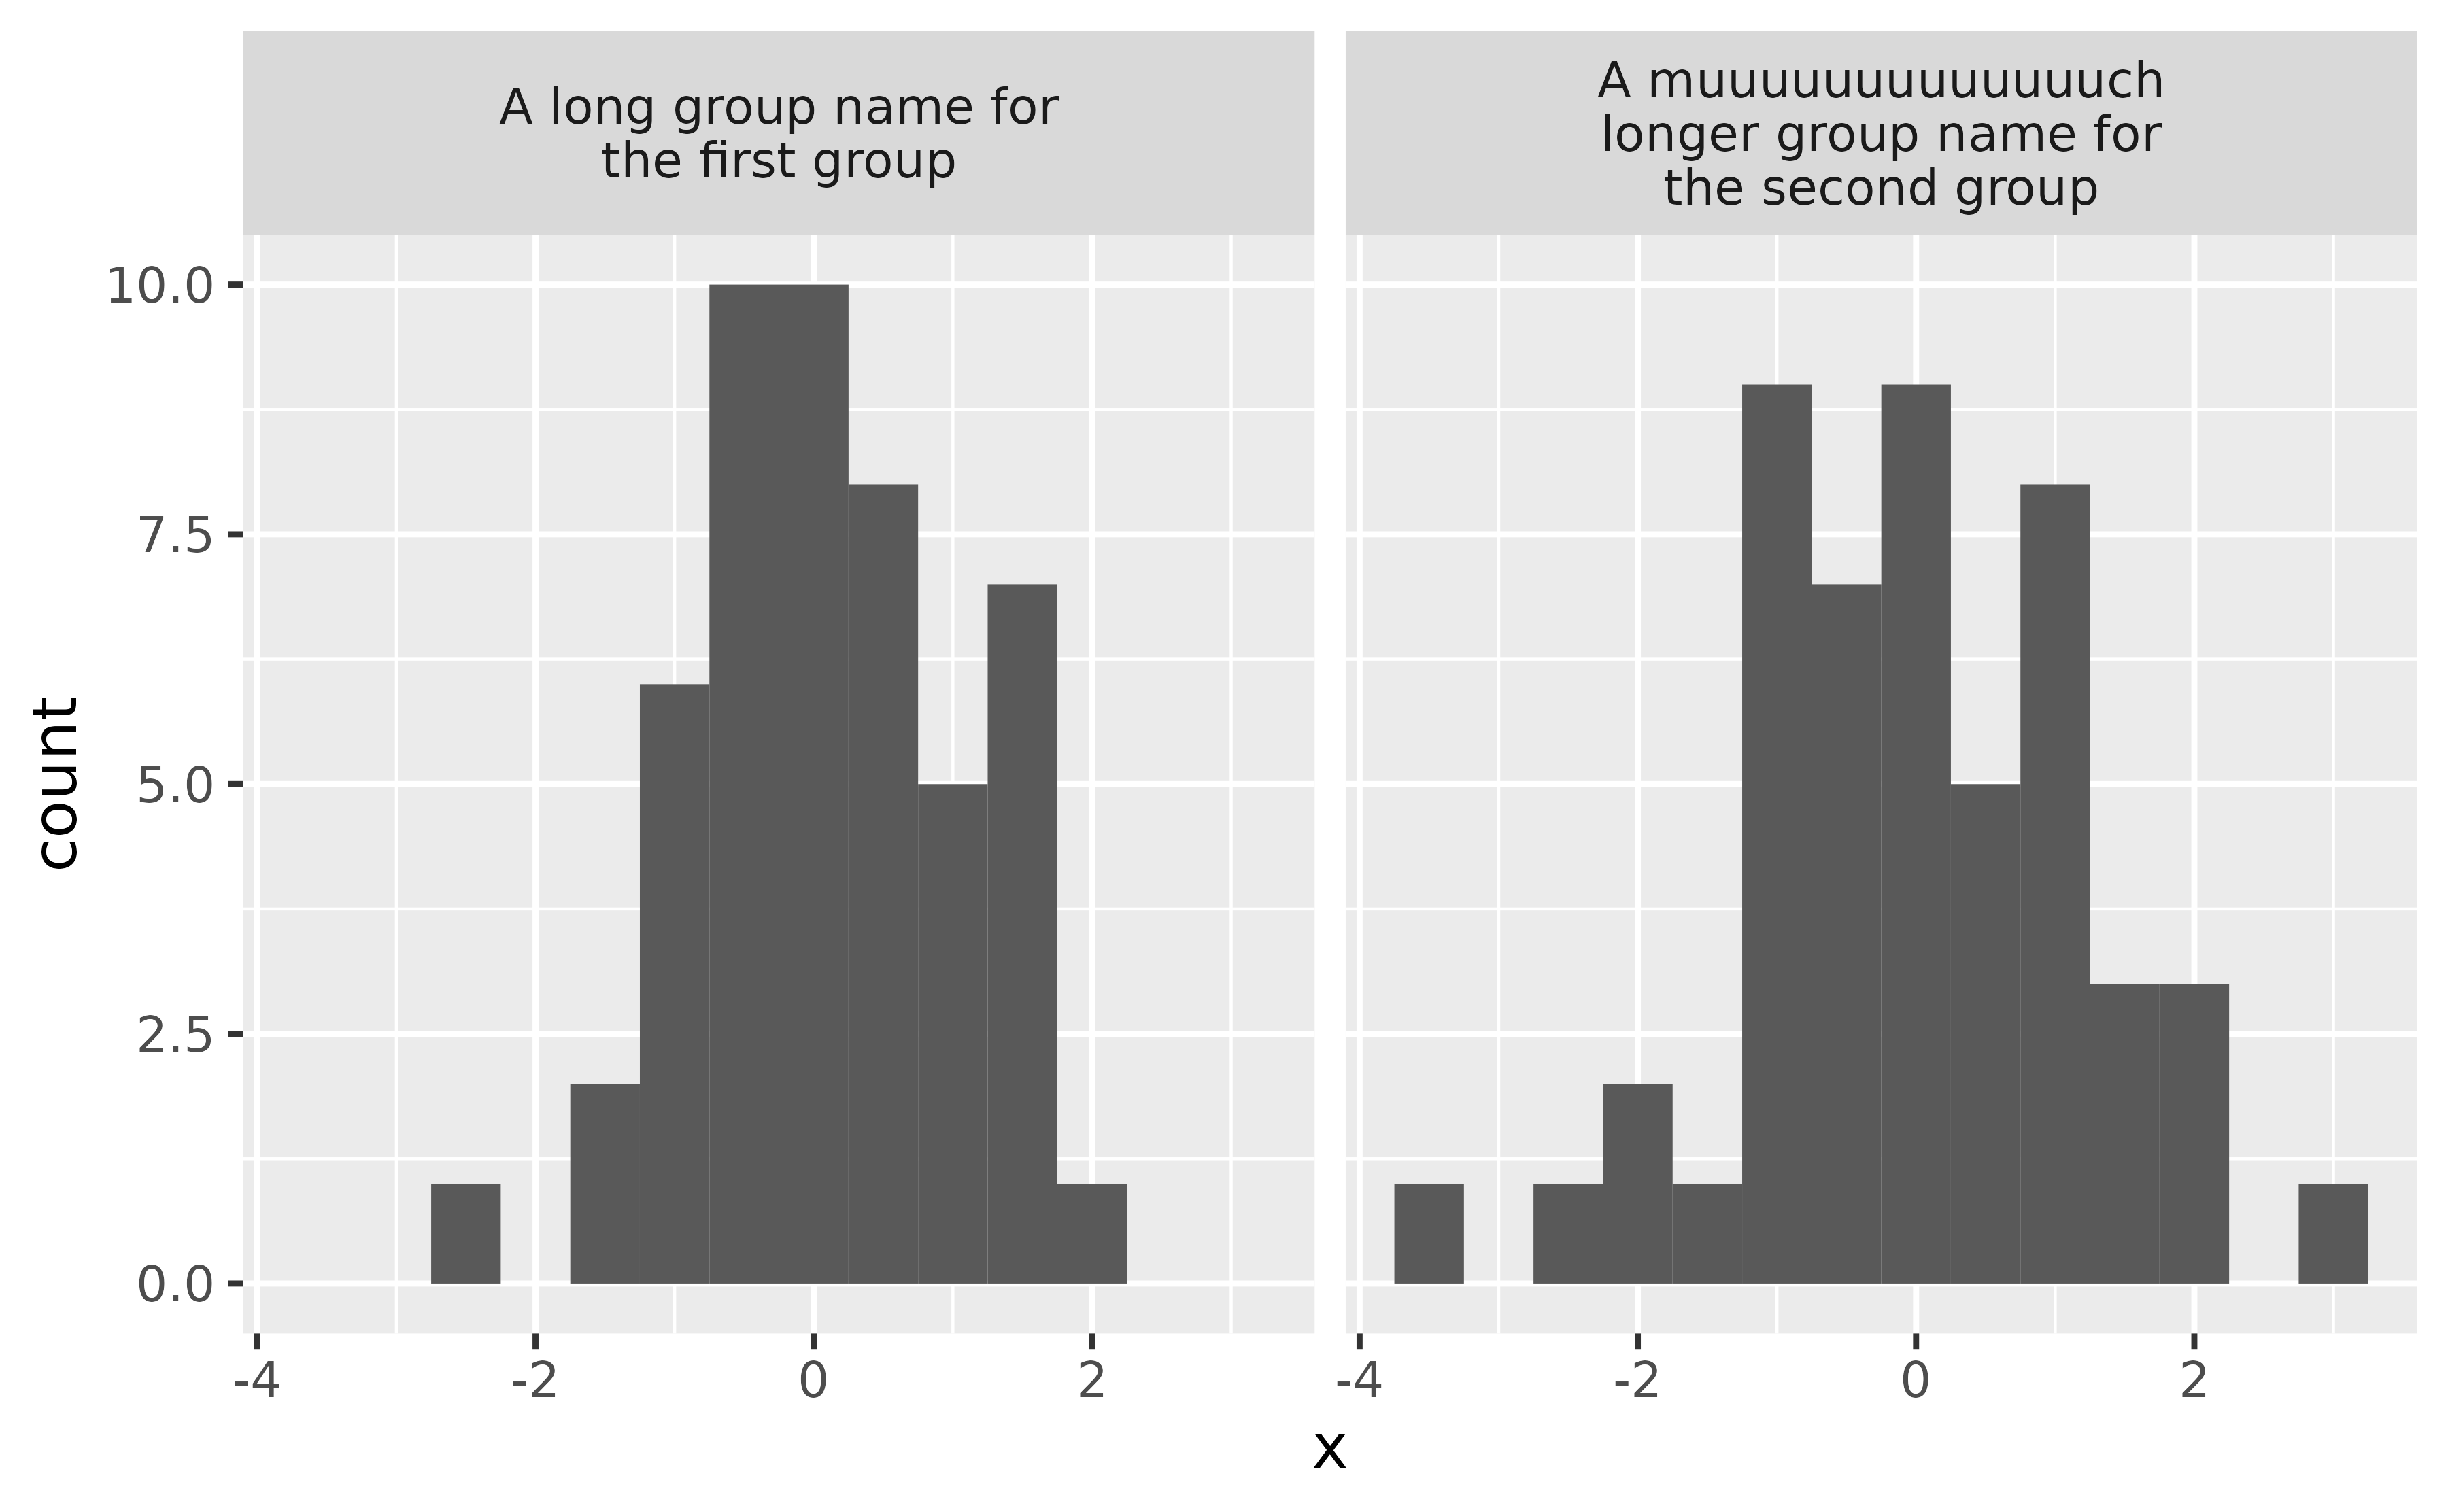 A long group name for
the first group
A muuuuuuuuuuuuuch
longer group name for
the second group
10.0
7.5
5.0
2.5
0.0
count
-4 -2 0 2
-4 -2 0 2
x